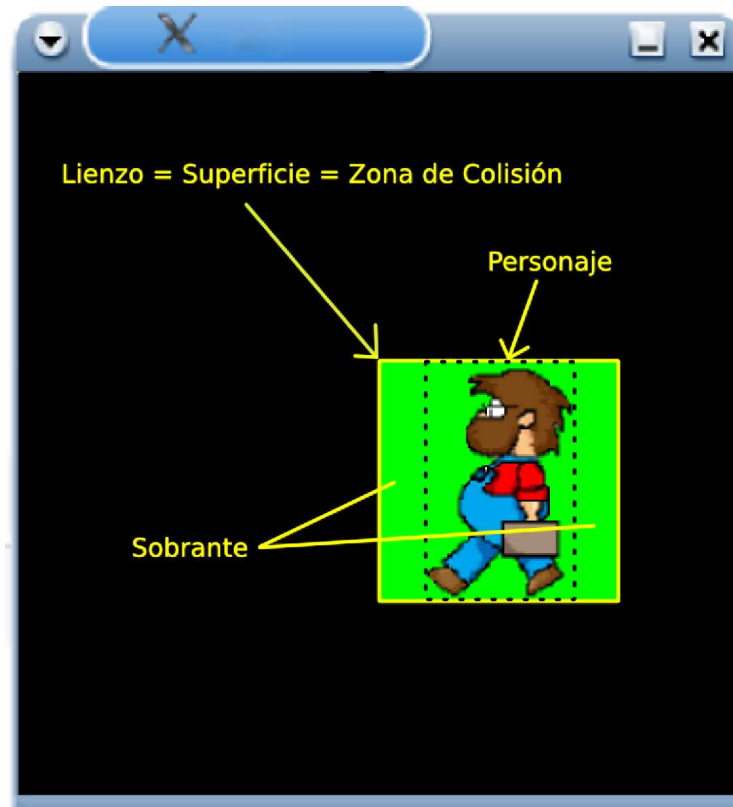 Lienzo = Superficie = Zona de Colisión
Personaje
Sobrante